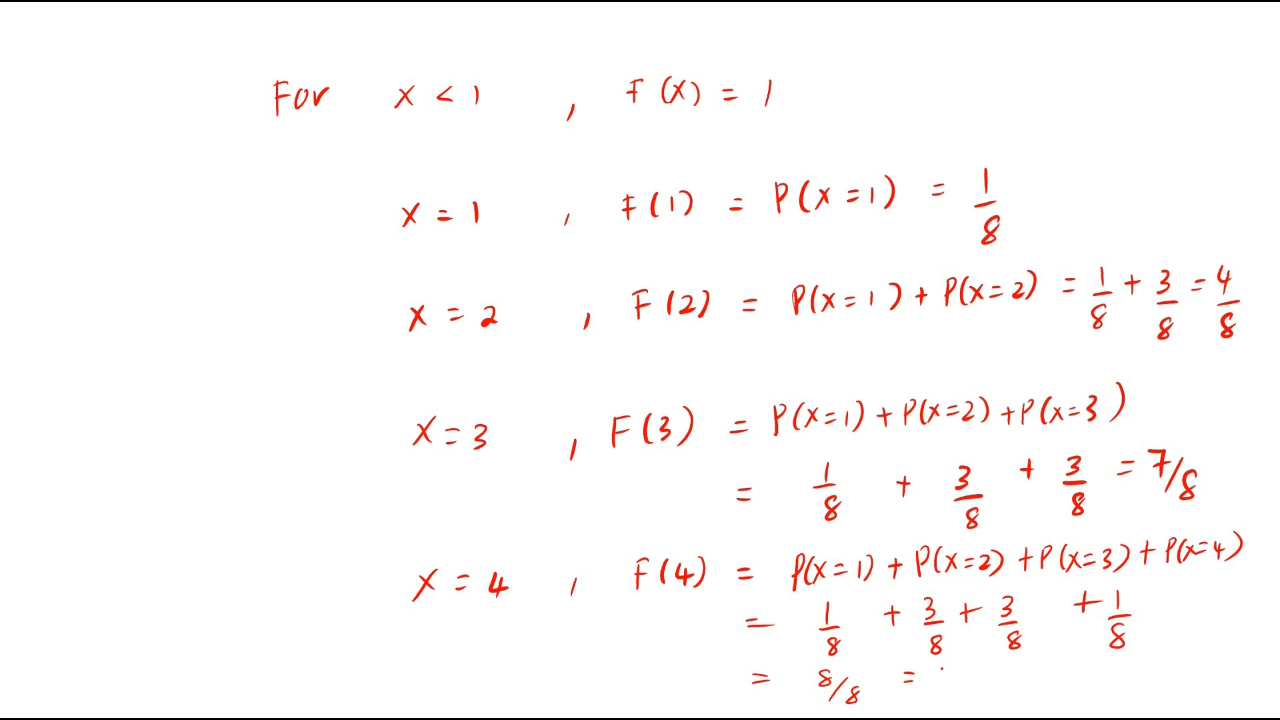 For x < 1 , F(x) = 1
x = 1 , F(1) = P(x=1) = 1/8
x = 2 , F(2) = P(x=1) + P(x=2) = 1/8 + 3/8 = 4/8
x = 3 , F(3) = P(x=1) + P(x=2) + P(x=3)
= 1/8 + 3/8 + 3/8 = 7/8
x = 4 , F(4) = P(x=1) + P(x=2) + P(x=3) + P(x=4)
= 1/8 + 3/8 + 3/8 + 1/8
= 8/8 =